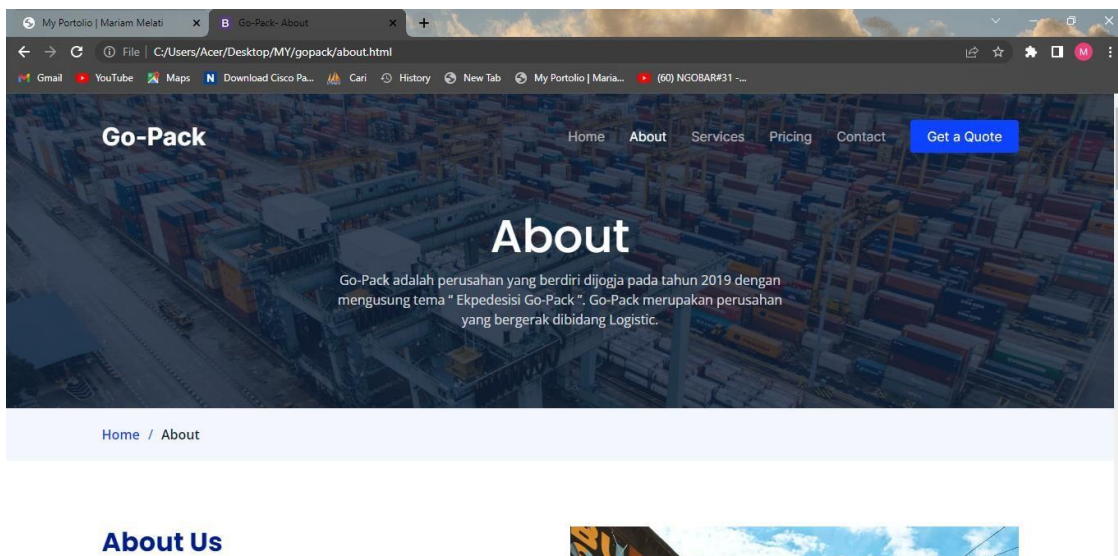 My Portolio | Mariam Melati
Go-Pack- About
File C:/Users/Acer/Desktop/MY/gopack/about.html
M
Gmail YouTube Maps Download Cisco Pa... Cari History New Tab My Portolio | Maria... (60) NGOBAR#31 -...
Go-Pack Home About Services Pricing Contact Get a Quote
About
Go-Pack adalah perusahan yang berdiri dijogja pada tahun 2019 dengan
mengusung tema “ Ekpedesisi Go-Pack ”. Go-Pack merupakan perusahan
yang bergerak dibidang Logistic.
Home / About
About Us